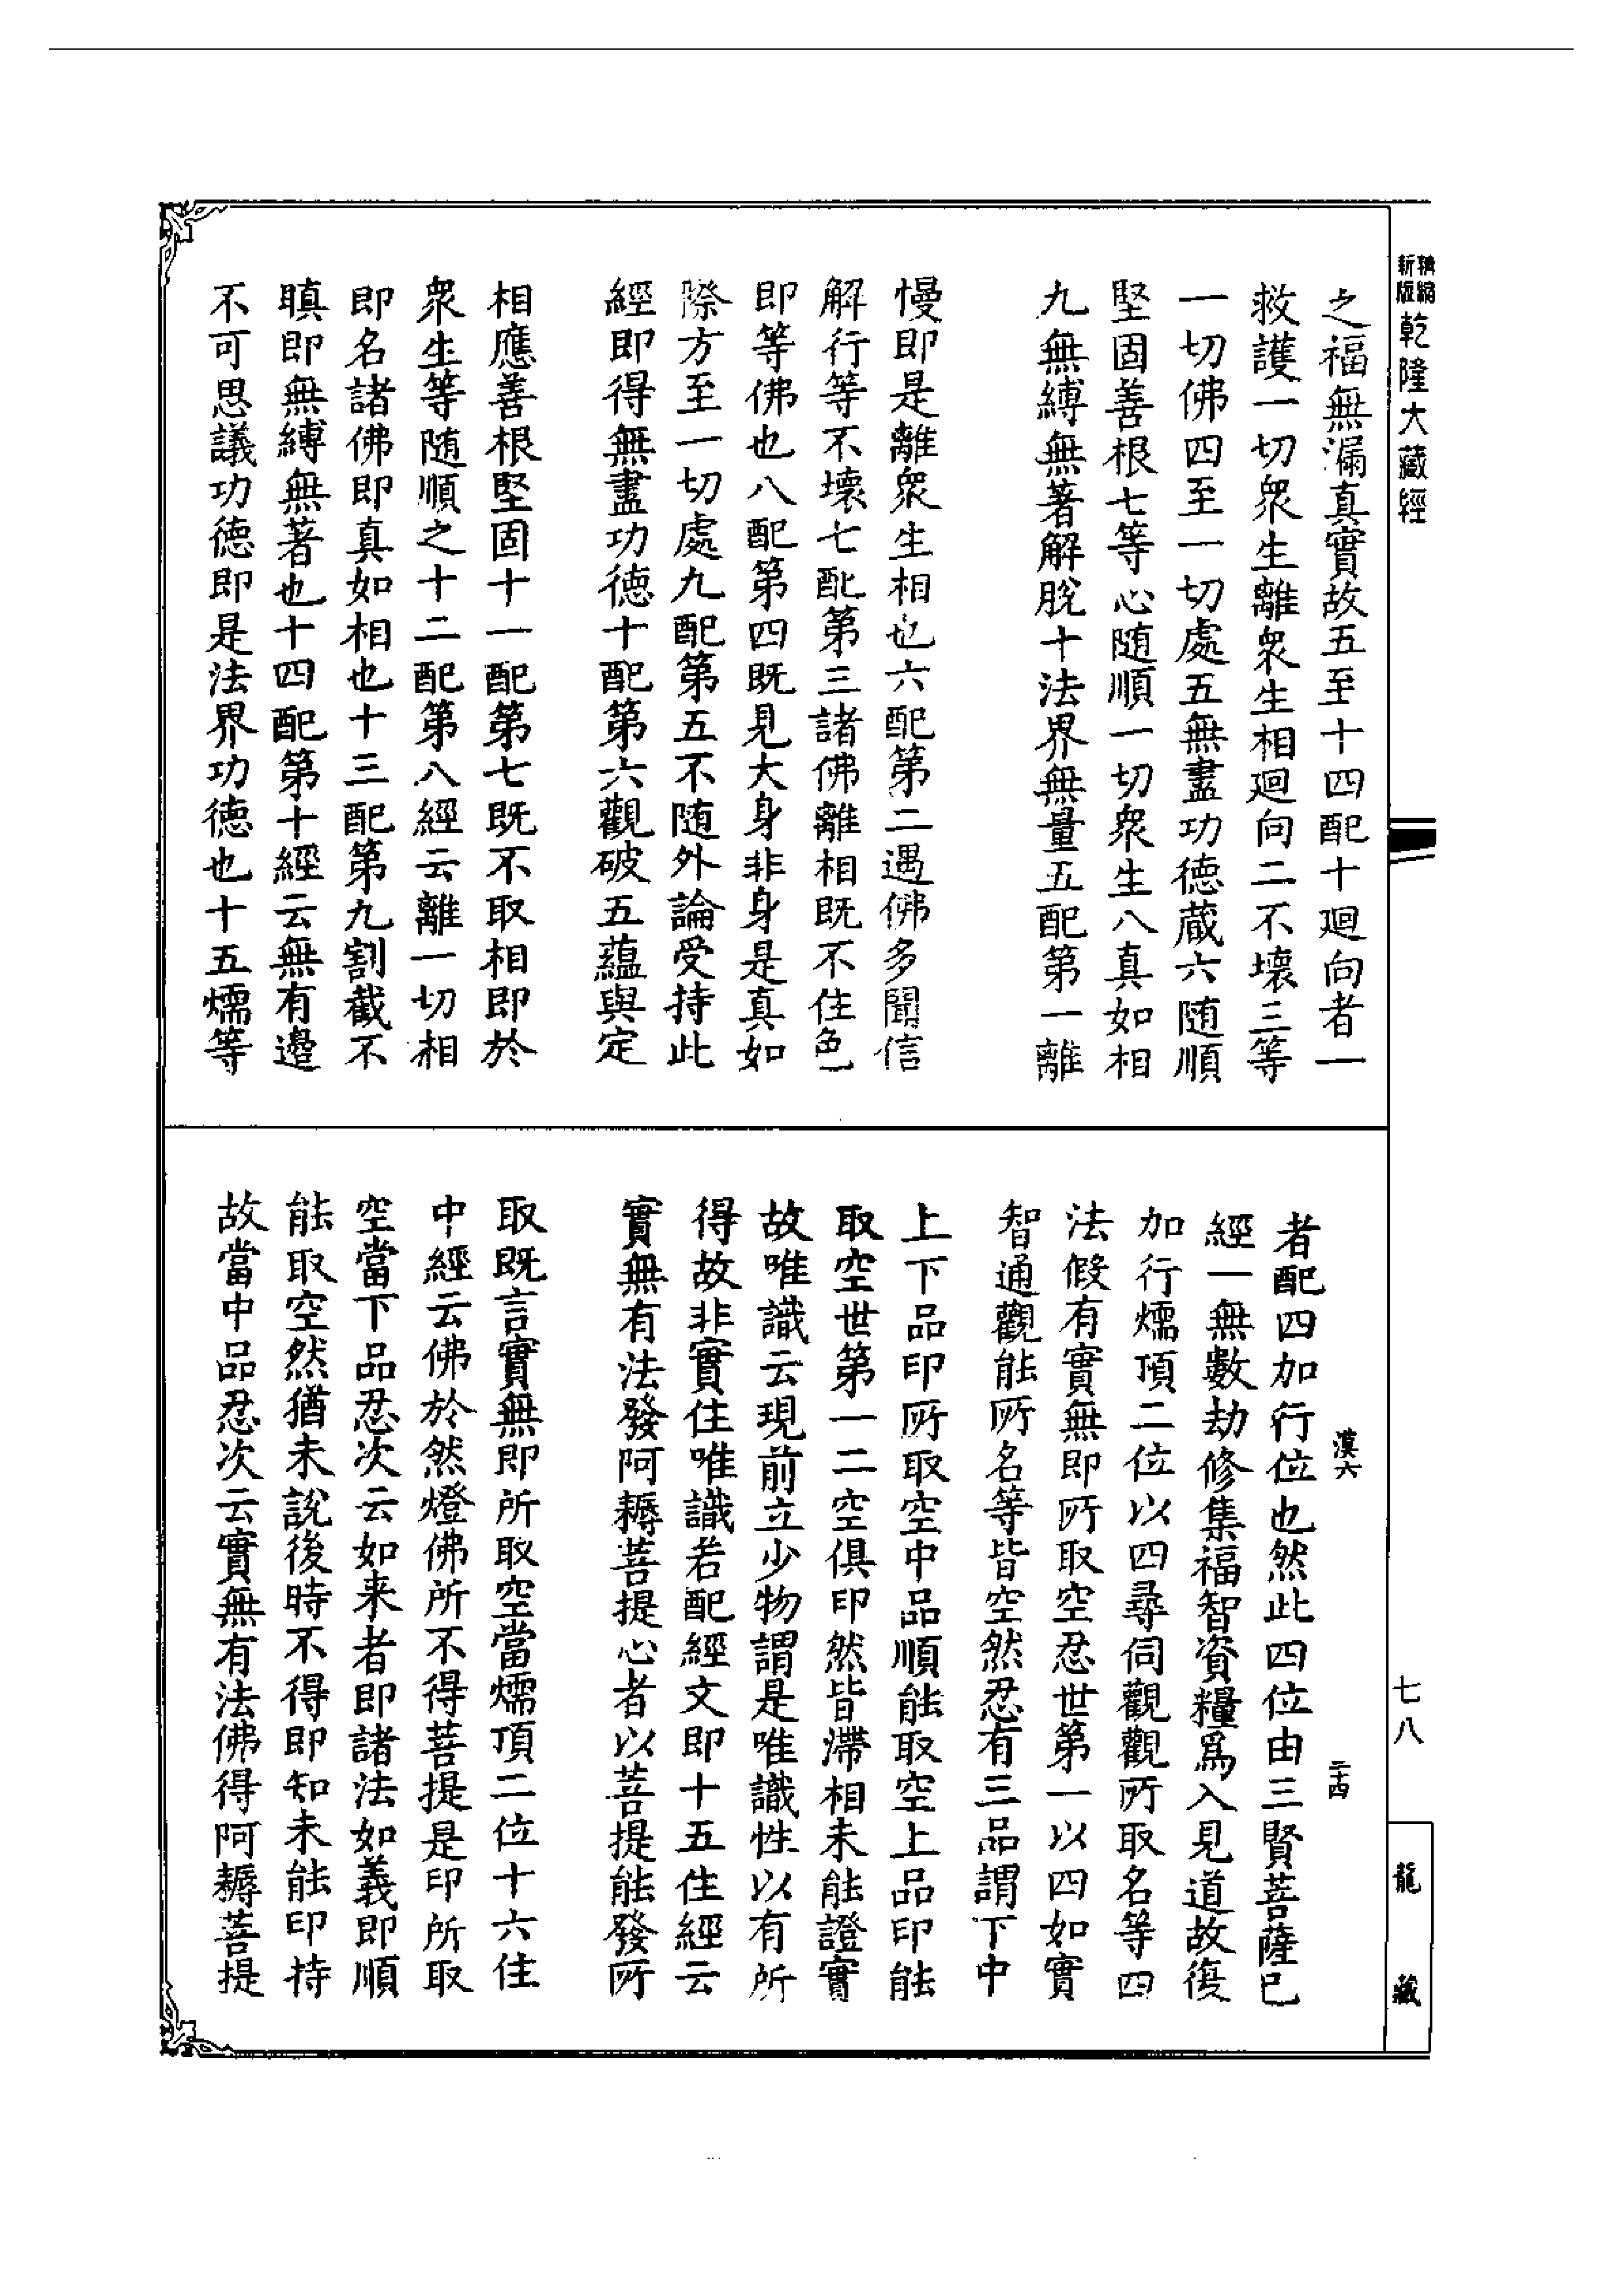 精縮
新版
乾隆大藏經
之福無漏真實故五至十四配十迴向者一
救護一切眾生離眾生相迴向二不壞三等
一切佛四至一切處五無盡功德藏六随順
堅固善根七等心随順一切眾生八真如相
九無縛無著解脫十法界無量五配第一離
慢即是離眾生相也六配第二遇佛多聞信
解行等不壞七配第三諸佛離相既不住色
即等佛也八配第四既見大身非身是真如
際方至一切處九配第五不随外論受持此
經即得無盡功德十配第六觀破五蘊與定
相應善根堅固十一配第七既不取相即於
眾生等随順之十二配第八經云離一切相
即名諸佛即真如相也十三配第九割截不
瞋即無縛無著也十四配第十經云無有邊
不可思議功德即是法界功德也十五燸等
漢六
二十四
者配四加行位也然此四位由三賢菩薩已
經一無數劫修集福智資糧為入見道故復
加行燸頂二位以四尋伺觀觀所取名等四
法假有實無即所取空忍世第一以四如實
智通觀能所名等皆空然忍有三品謂下中
上下品印所取空中品順能取空上品印能
取空世第一二空俱印然皆滯相未能證實
故唯識云現前立少物謂是唯識性以有所
得故非實住唯識若配經文即十五住經云
實無有法發阿耨菩提心者以菩提能發所
取既言實無即所取空當燸頂二位十六住
中經云佛於然燈佛所不得菩提是印所取
空當下品忍次云如来者即諸法如義即順
能取空然猶未說後時不得即知未能印持
故當中品忍次云實無有法佛得阿耨菩提
七八
龍藏